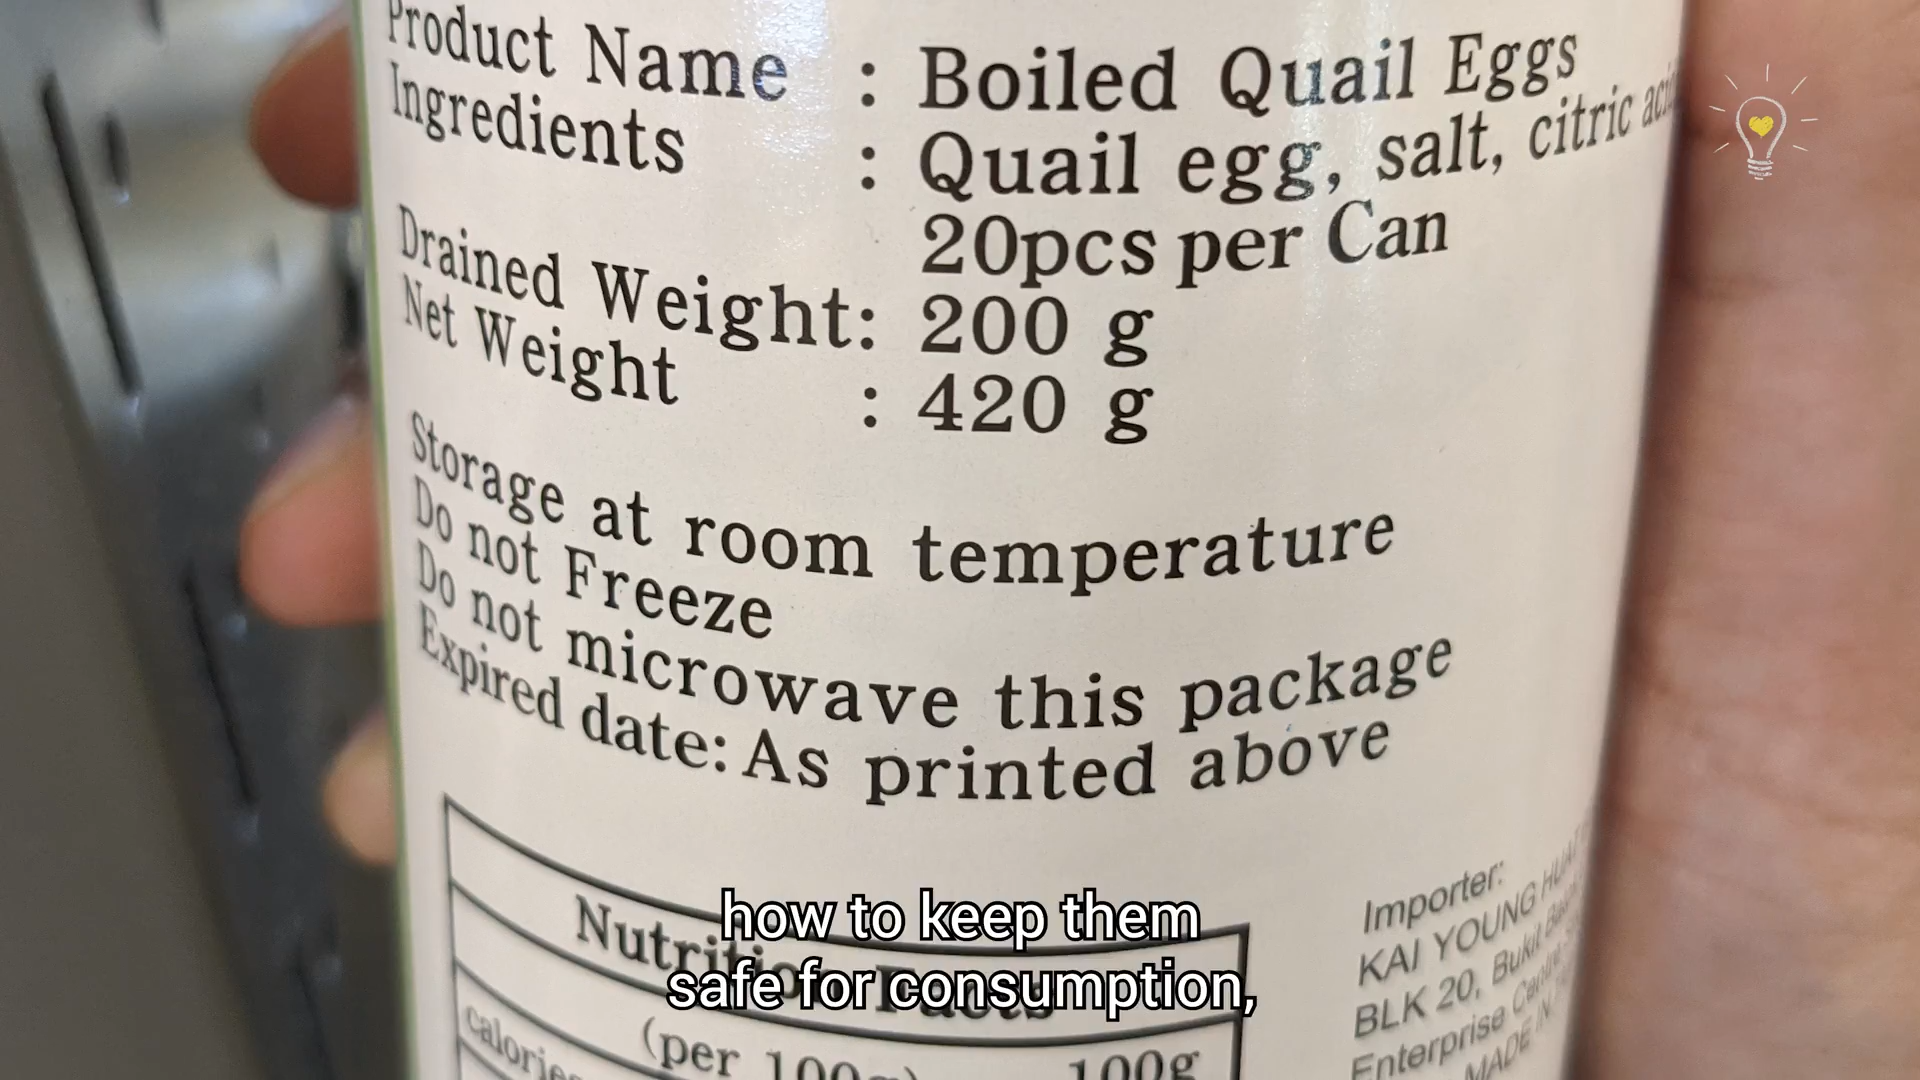 Product Name : Boiled Quail Eggs
Ingredients : Quail egg, salt, citric acid
20pcs per Can
Drained Weight: 200 g
Net Weight : 420 g
Storage at room temperature
Do not Freeze
Do not microwave this package
Expired date: As printed above
Nutrition Facts
(per 100g) 100g
calories
Importer:
KAI YOUNG
BLK 20, Bukit
Enterprise
MADE IN
how to keep them
safe for consumption,